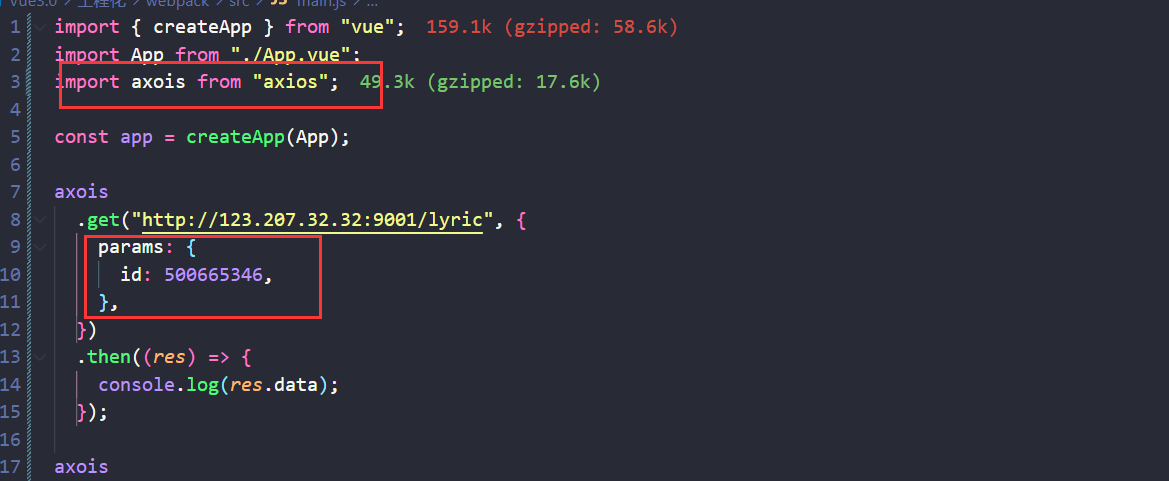 vue3.0 > 工程化 > webpack > src > JS main.js > ...
1 import { createApp } from "vue"; 159.1k (gzipped: 58.6k)
2 import App from "./App.vue";
3 import axois from "axios"; 49.3k (gzipped: 17.6k)
4
5 const app = createApp(App);
6
7 axois
8 .get("http://123.207.32.32:9001/lyric", {
9 params: {
10 id: 500665346,
11 },
12 })
13 .then((res) => {
14 console.log(res.data);
15 });
16
17 axois